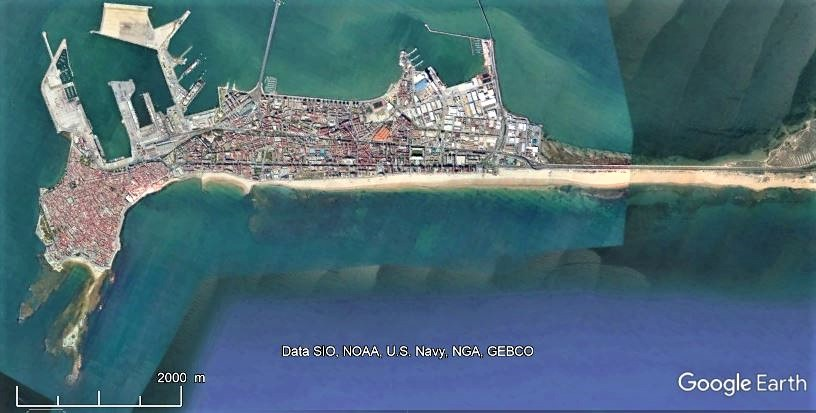 Data SIO, NOAA, U.S. Navy, NGA, GEBCO
2000 m
Google Earth